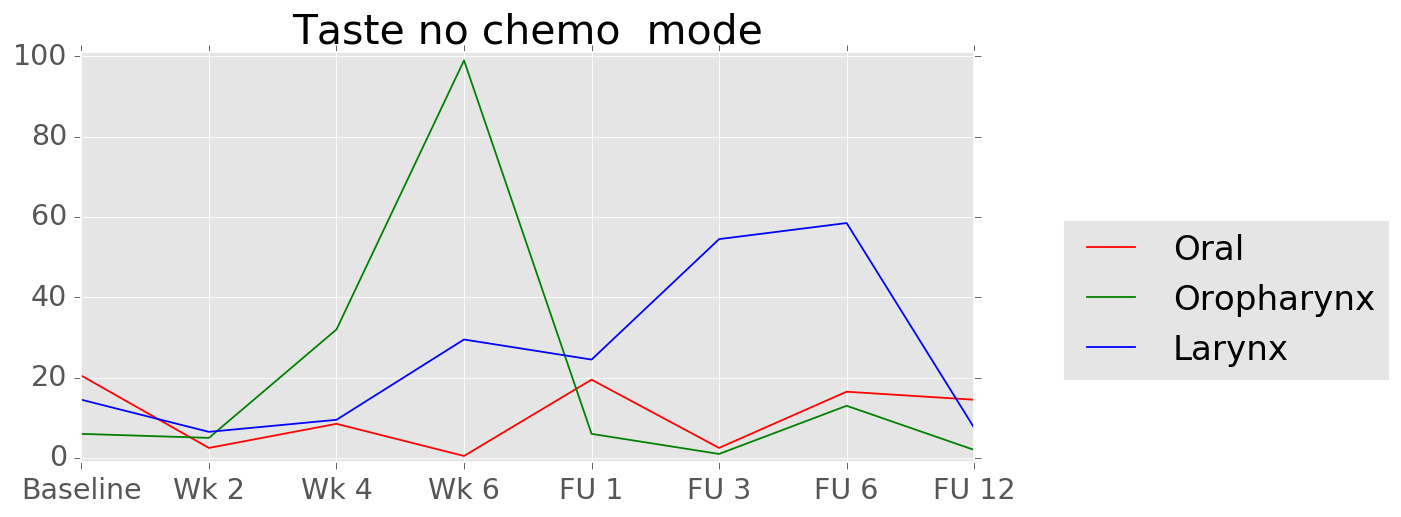 Taste no chemo  mode
100
80
60
40
20
0
Baseline Wk 2 Wk 4 Wk 6 FU 1 FU 3 FU 6 FU 12
Oral
Oropharynx
Larynx